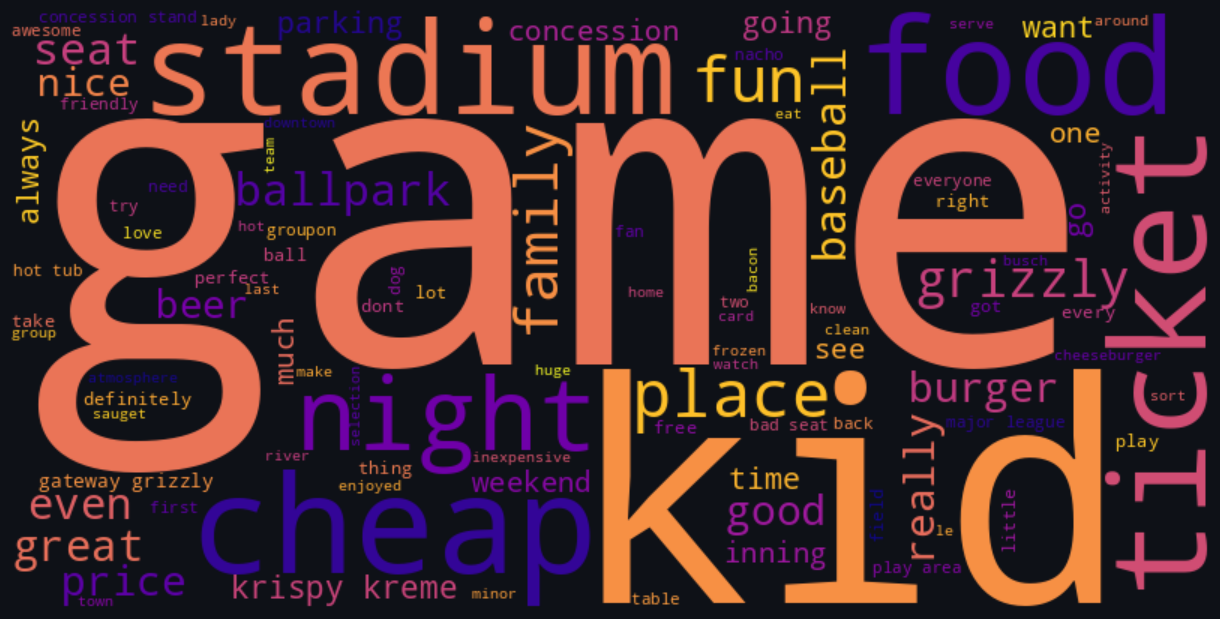 concession stand
lady
awesome
parking
concession
going
serve
want
around
seat
stadium
nacho
food
nice
fun
friendly
baseball
eat
always
downtown
game
one
team
family
ticket
activity
need
ballpark
everyone
try
right
love
hot
groupon
fan
go
ball
hot tub
perfect
dog
bacon
busch
grizzly
last
lot
home
beer
dont
two
card
got
know
every
take
group
much
clean
frozen
see
cheeseburger
watch
make
huge
atmosphere
selection
night
place
kid
burger
definitely
sort
sauget
free
bad seat
back
really
major league
play
river
inexpensive
thing
gateway grizzly
enjoyed
weekend
time
even
first
cheap
good
field
little
le
great
inning
price
play area
krispy kreme
minor
town
table